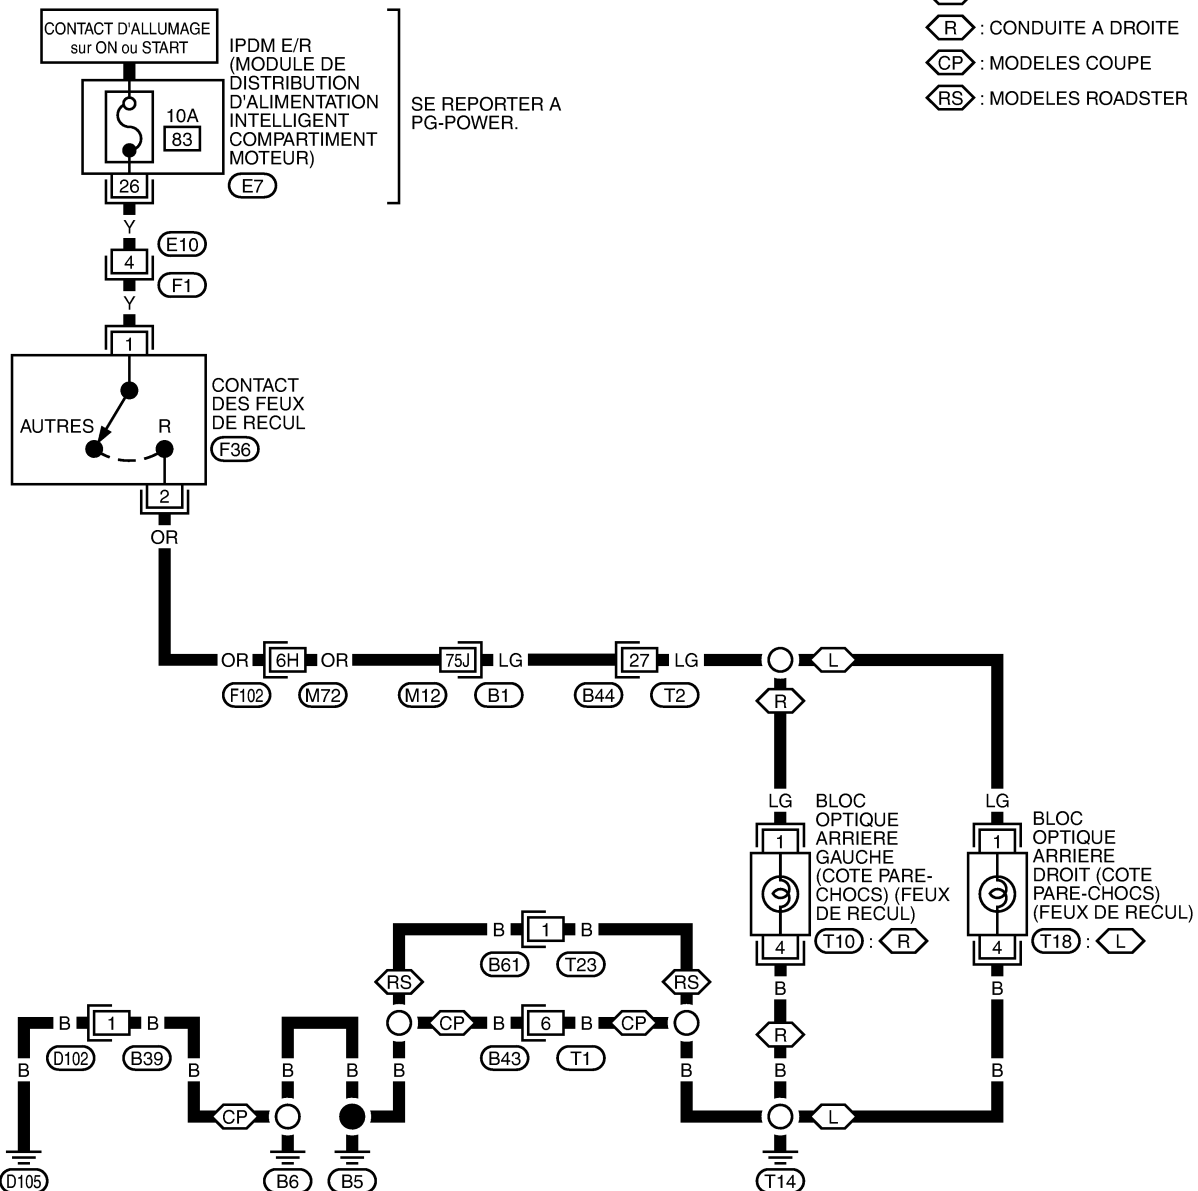 CONTACT D'ALLUMAGE
sur ON ou START
IPDM E/R
(MODULE DE
DISTRIBUTION
D'ALIMENTATION
INTELLIGENT
COMPARTIMENT
MOTEUR)
10A
83
SE REPORTER A
PG-POWER.
R : CONDUITE A DROITE
CP : MODELES COUPE
RS : MODELES ROADSTER
26
E7
Y
E10
4
F1
Y
1
CONTACT
DES FEUX
DE RECUL
AUTRES
R
F36
2
OR
OR 6H OR 75J LG 27 LG L
F102 M72 M12 B1 B44 T2
R
LG
LG
BLOC
OPTIQUE
ARRIERE
GAUCHE
(COTE PARE-
CHOCS) (FEUX
DE RECUL)
BLOC
OPTIQUE
ARRIERE
DROIT (COTE
PARE-CHOCS)
(FEUX DE RECUL)
1
1
4
T10 : R
4
T18 : L
B 1 B
B61 T23
RS
RS
B
B
B 1 B
CP B 6 B CP
R
D102 B39
B43 T1
B B B B B B B B
CP
L
D105
B6
B5
T14